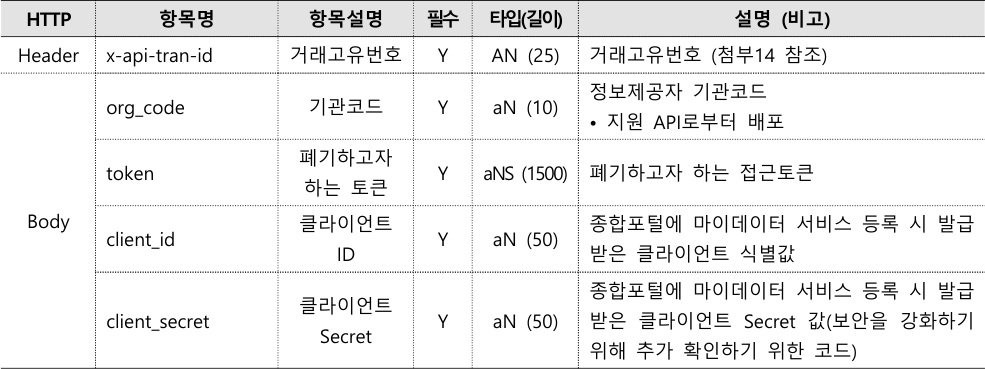 HTTP 항목명 항목설명 필수 타입(길이) 설명 (비고)
Header x-api-tran-id 거래고유번호 Y AN (25) 거래고유번호 (첨부14 참조)
Body
org_code 기관코드 Y aN (10) 정보제공자 기관코드
• 지원 API로부터 배포
token 폐기하고자
하는 토큰 Y aNS (1500) 폐기하고자 하는 접근토큰
client_id 클라이언트
ID Y aN (50) 종합포털에 마이데이터 서비스 등록 시 발급
받은 클라이언트 식별값
client_secret 클라이언트
Secret Y aN (50) 종합포털에 마이데이터 서비스 등록 시 발급
받은 클라이언트 Secret 값(보안을 강화하기
위해 추가 확인하기 위한 코드)